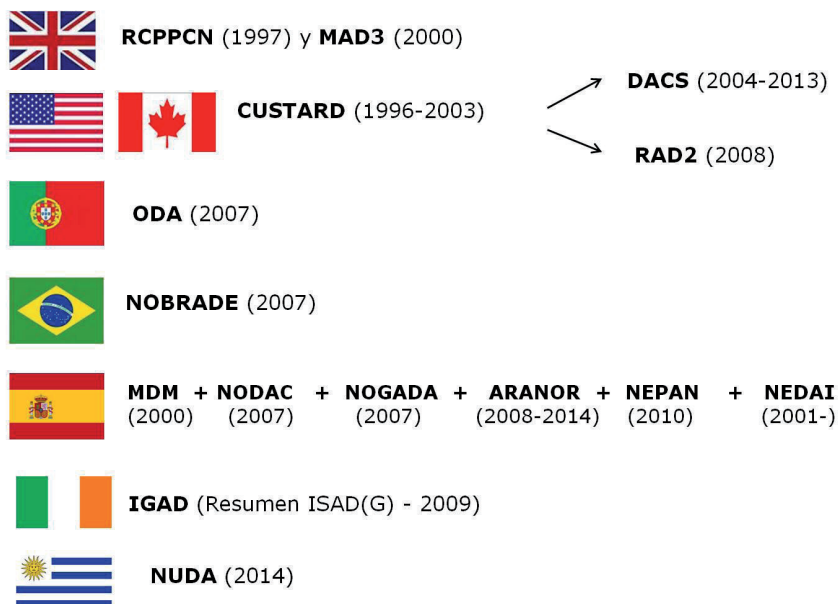 RCPPCN (1997) y MAD3 (2000)
CUSTARD (1996-2003)
DACS (2004-2013)
RAD2 (2008)
ODA (2007)
NOBRADE (2007)
MDM + NODAC + NOGADA + ARANOR + NEPAN + NEDAI
(2000) (2007) (2007) (2008-2014) (2010) (2001-)
IGAD (Resumen ISAD(G) - 2009)
NUDA (2014)